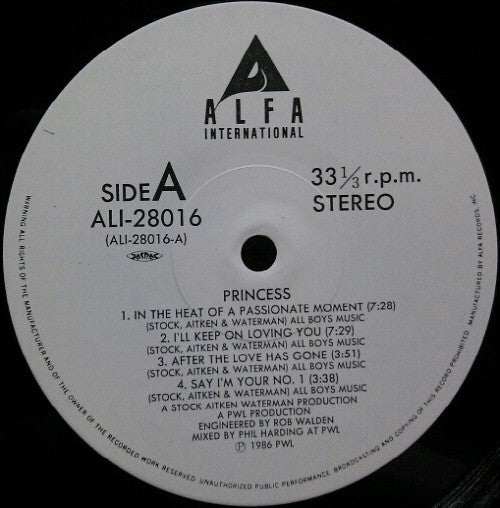 ALFA
INTERNATIONAL
SIDE A
ALI-28016
(ALI-28016-A)
33 1/3 r.p.m.
STEREO
PRINCESS
1. IN THE HEAT OF A PASSIONATE MOMENT (7:28)
(STOCK, AITKEN & WATERMAN) ALL BOYS MUSIC
2. I'LL KEEP ON LOVING YOU (7:29)
(STOCK, AITKEN & WATERMAN) ALL BOYS MUSIC
3. AFTER THE LOVE HAS GONE (3:51)
(STOCK, AITKEN & WATERMAN) ALL BOYS MUSIC
4. SAY I'M YOUR NO. 1 (3:38)
(STOCK, AITKEN & WATERMAN) ALL BOYS MUSIC
A STOCK AITKEN WATERMAN PRODUCTION
A PWL PRODUCTION
ENGINEERED BY ROB WALDEN
MIXED BY PHIL HARDING AT PWL
Ⓟ 1986 PWL
WARNING: ALL RIGHTS OF THE MANUFACTURER AND OF THE OWNER OF THE RECORDED WORK RESERVED. UNAUTHORIZED PUBLIC PERFORMANCE, BROADCASTING AND COPYING OF THIS RECORD PROHIBITED. MANUFACTURED BY ALFA RECORDS, INC.